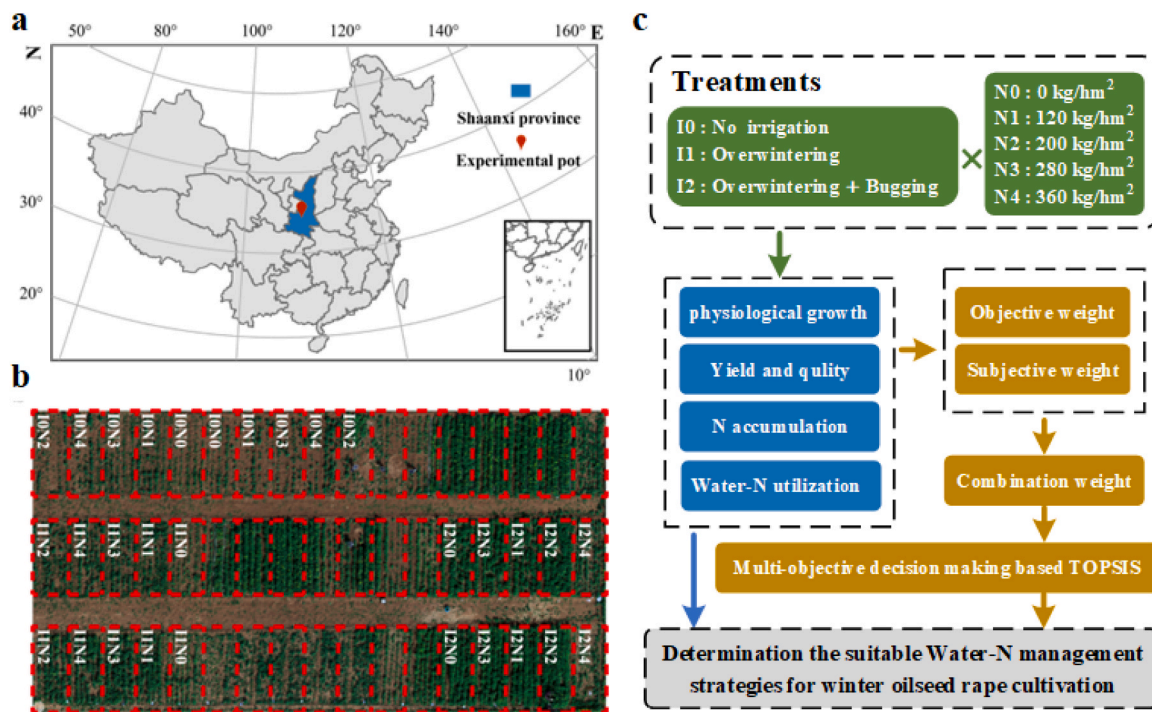 a
50° 80° 100° 120° 140° E 160°
N
40°
30°
20°
10°
Shaanxi province
Experimental pot
b
I0N2 I0N4 I0N3 I0N1 I0N0 I0N0 I0N1 I0N3 I0N4 I0N2
I1N2 I1N4 I1N3 I1N1 I1N0 I2N0 I2N3 I2N1 I2N2 I2N4
I1N2 I1N4 I1N3 I1N1 I1N0 I2N0 I2N3 I2N1 I2N2 I2N4
c
Treatments
I0 : No irrigation
I1 : Overwintering
I2 : Overwintering + Bugging
×
N0 : 0 kg/hm²
N1 : 120 kg/hm²
N2 : 200 kg/hm²
N3 : 280 kg/hm²
N4 : 360 kg/hm²
physiological growth
Yield and qulity
N accumulation
Water-N utilization
Objective weight
Subjective weight
Combination weight
Multi-objective decision making based TOPSIS
Determination the suitable Water-N management
strategies for winter oilseed rape cultivation